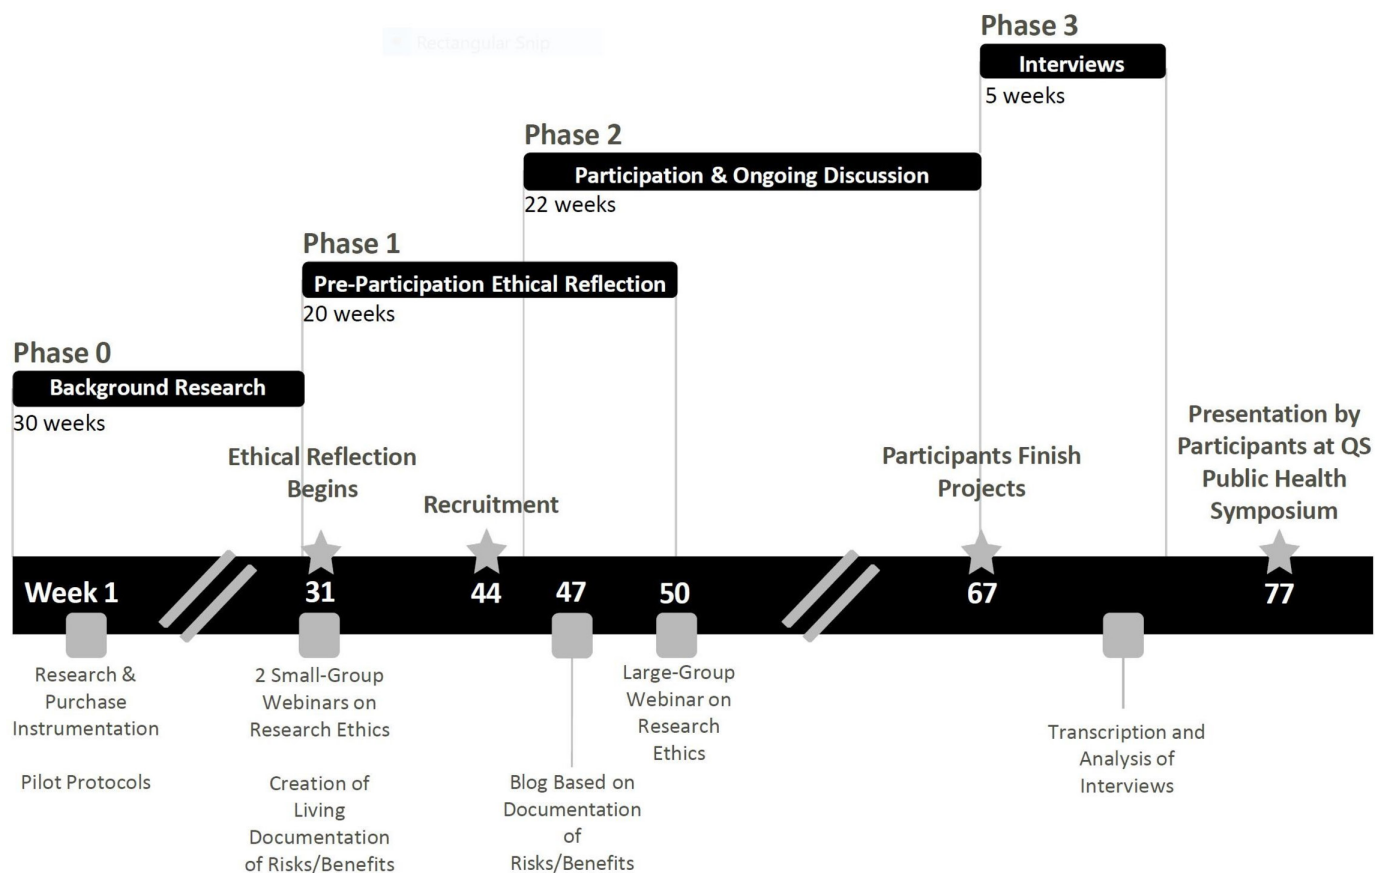 Rectangular Snip
Phase 3
Interviews
5 weeks
Phase 2
Participation & Ongoing Discussion
22 weeks
Phase 1
Pre-Participation Ethical Reflection
20 weeks
Phase 0
Background Research
30 weeks
Ethical Reflection
Begins
Recruitment
Participants Finish
Projects
Presentation by
Participants at QS
Public Health
Symposium
Week 1
31
44
47
50
67
77
Research &
Purchase
Instrumentation
Pilot Protocols
2 Small-Group
Webinars on
Research Ethics
Creation of
Living
Documentation
of Risks/Benefits
Blog Based on
Documentation
of
Risks/Benefits
Large-Group
Webinar on
Research
Ethics
Transcription and
Analysis of
Interviews